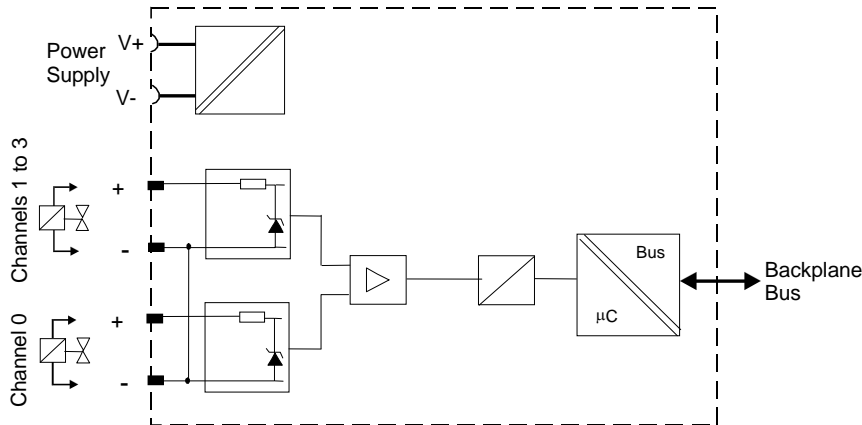 Power
Supply
V+
V-
Channels 1 to 3
+
-
Channel 0
+
-
Bus
µC
Backplane
Bus